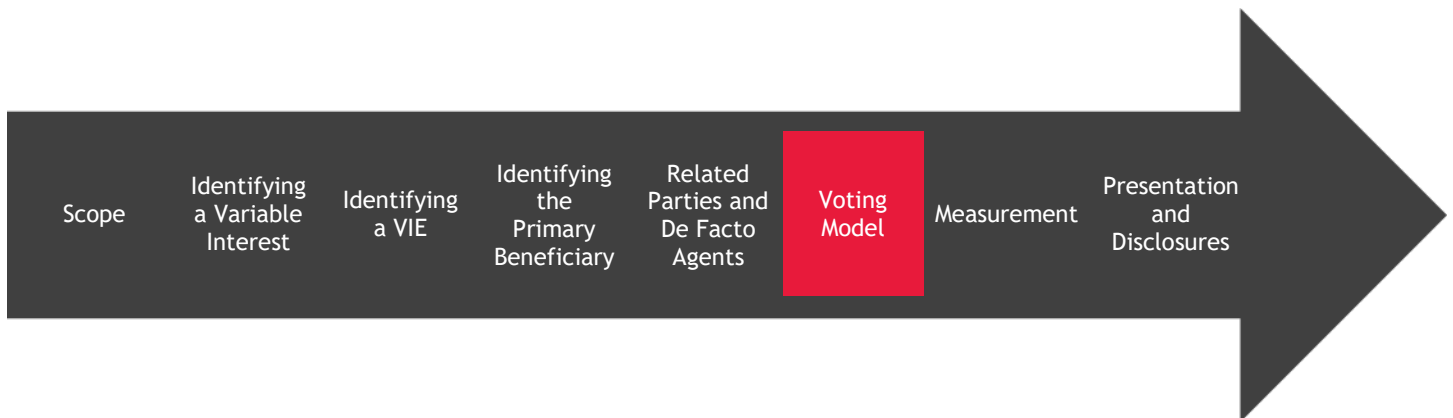 Scope
Identifying
a Variable
Interest
Identifying
a VIE
Identifying
the
Primary
Beneficiary
Related
Parties and
De Facto
Agents
Voting
Model
Measurement
Presentation
and
Disclosures